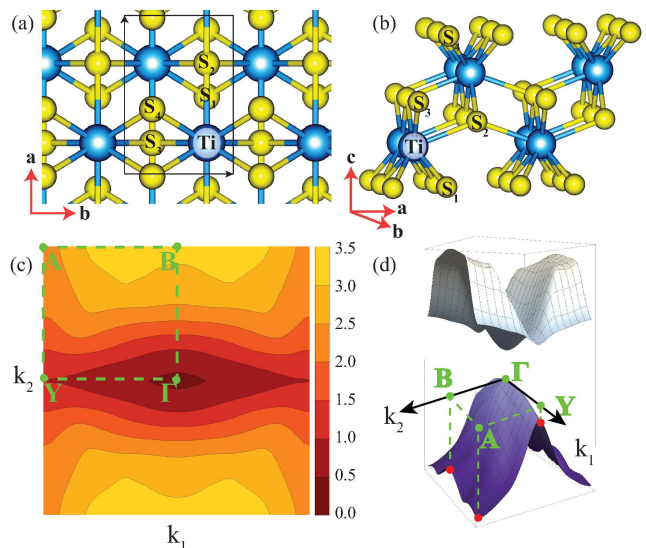 (a)
S₂
S₁
S₄
S₃
Ti
a
b
(b)
S₄
S₃
S₂
Ti
S₁
c
a
b
(c)
A
B
Y
Γ
k₂
k₁
3.5
3.0
2.5
2.0
1.5
1.0
0.5
0.0
(d)
Γ
B
Y
A
k₂
k₁